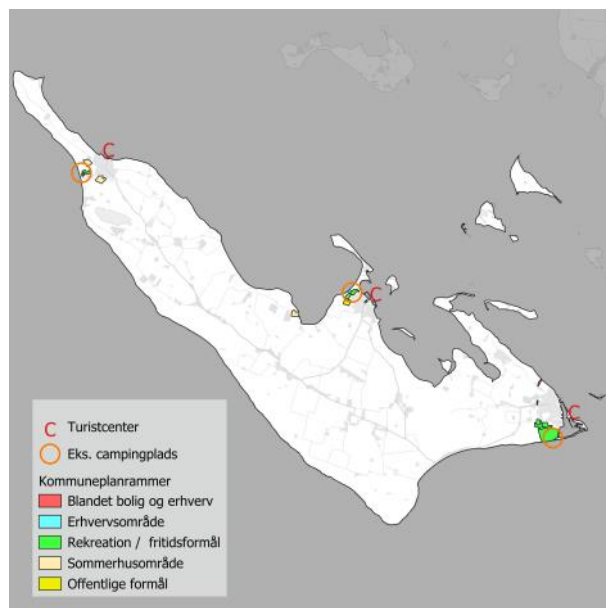 C
C
C
C Turistcenter
Eks. campingplads
Kommuneplanrammer
Blandet bolig og erhverv
Erhvervsområde
Rekreation / fritidsformål
Sommerhusområde
Offentlige formål